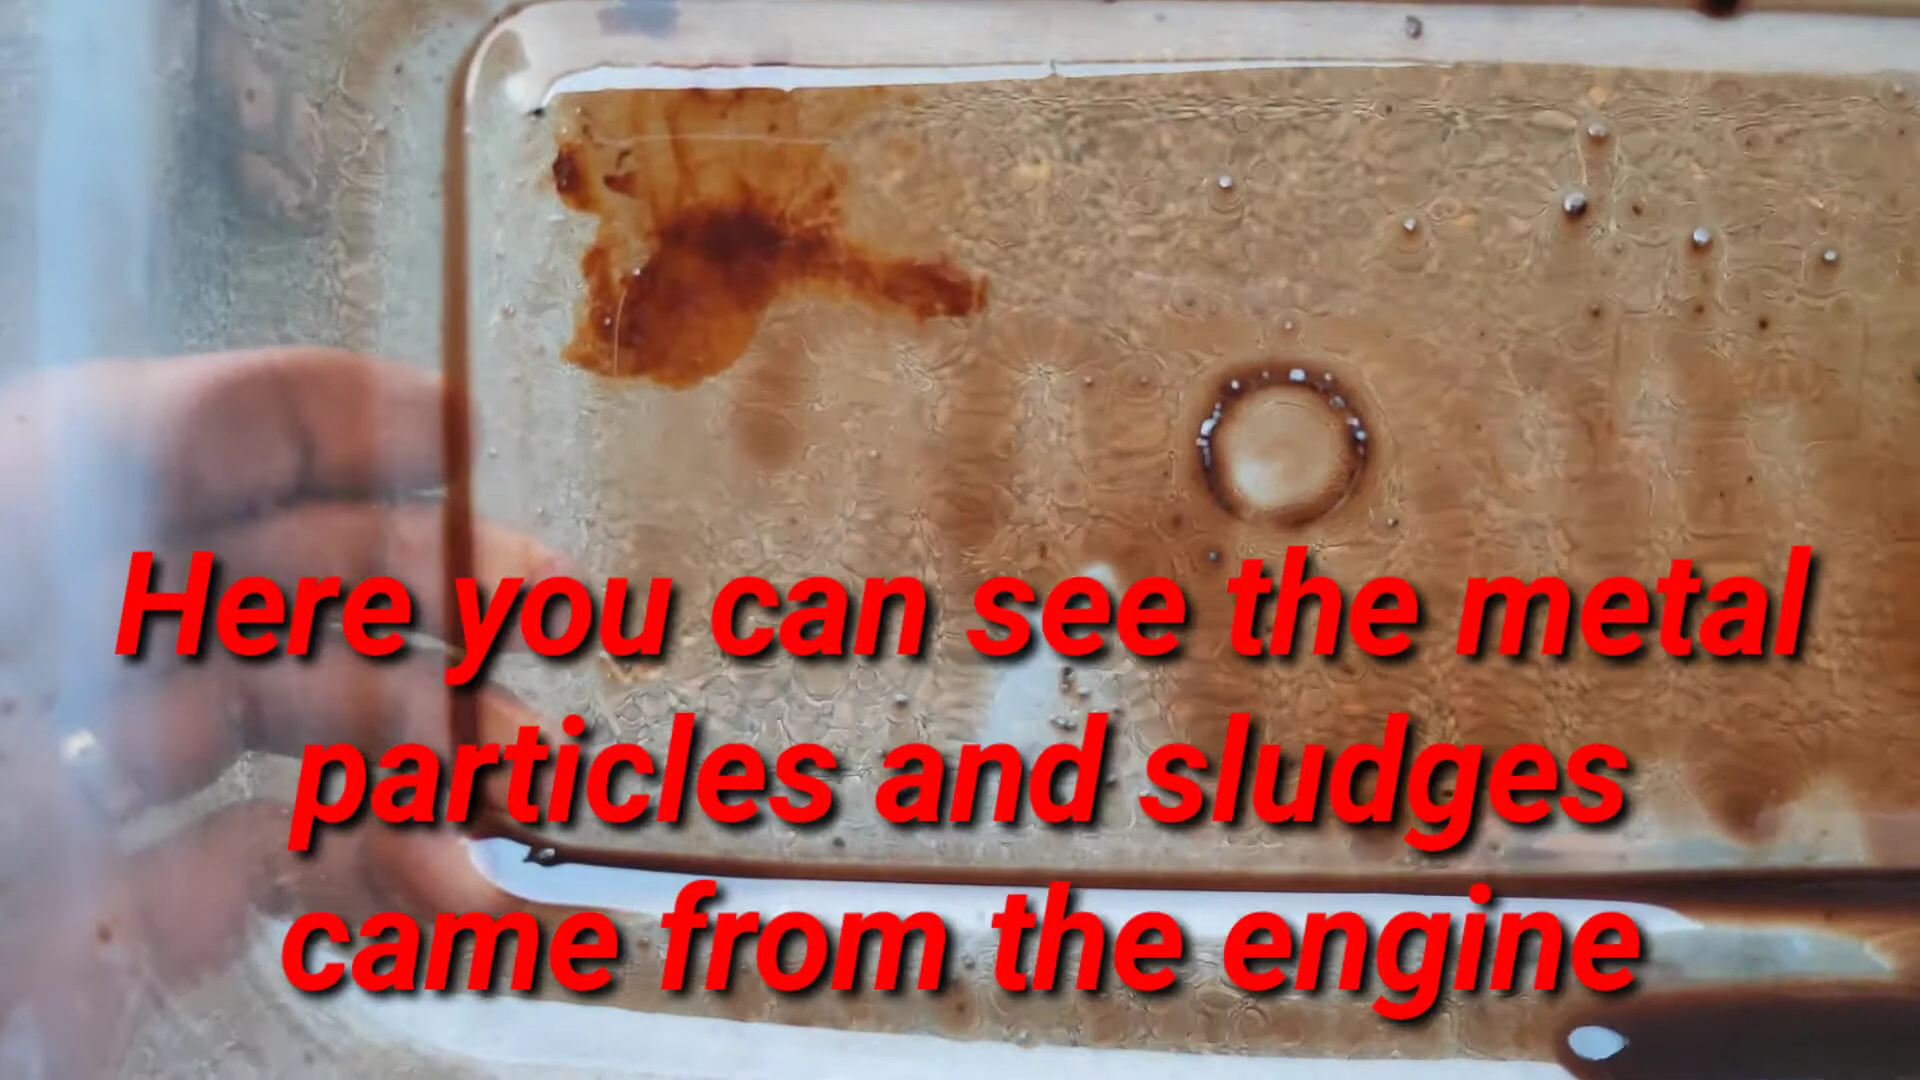 Here you can see the metal
particles and sludges
came from the engine